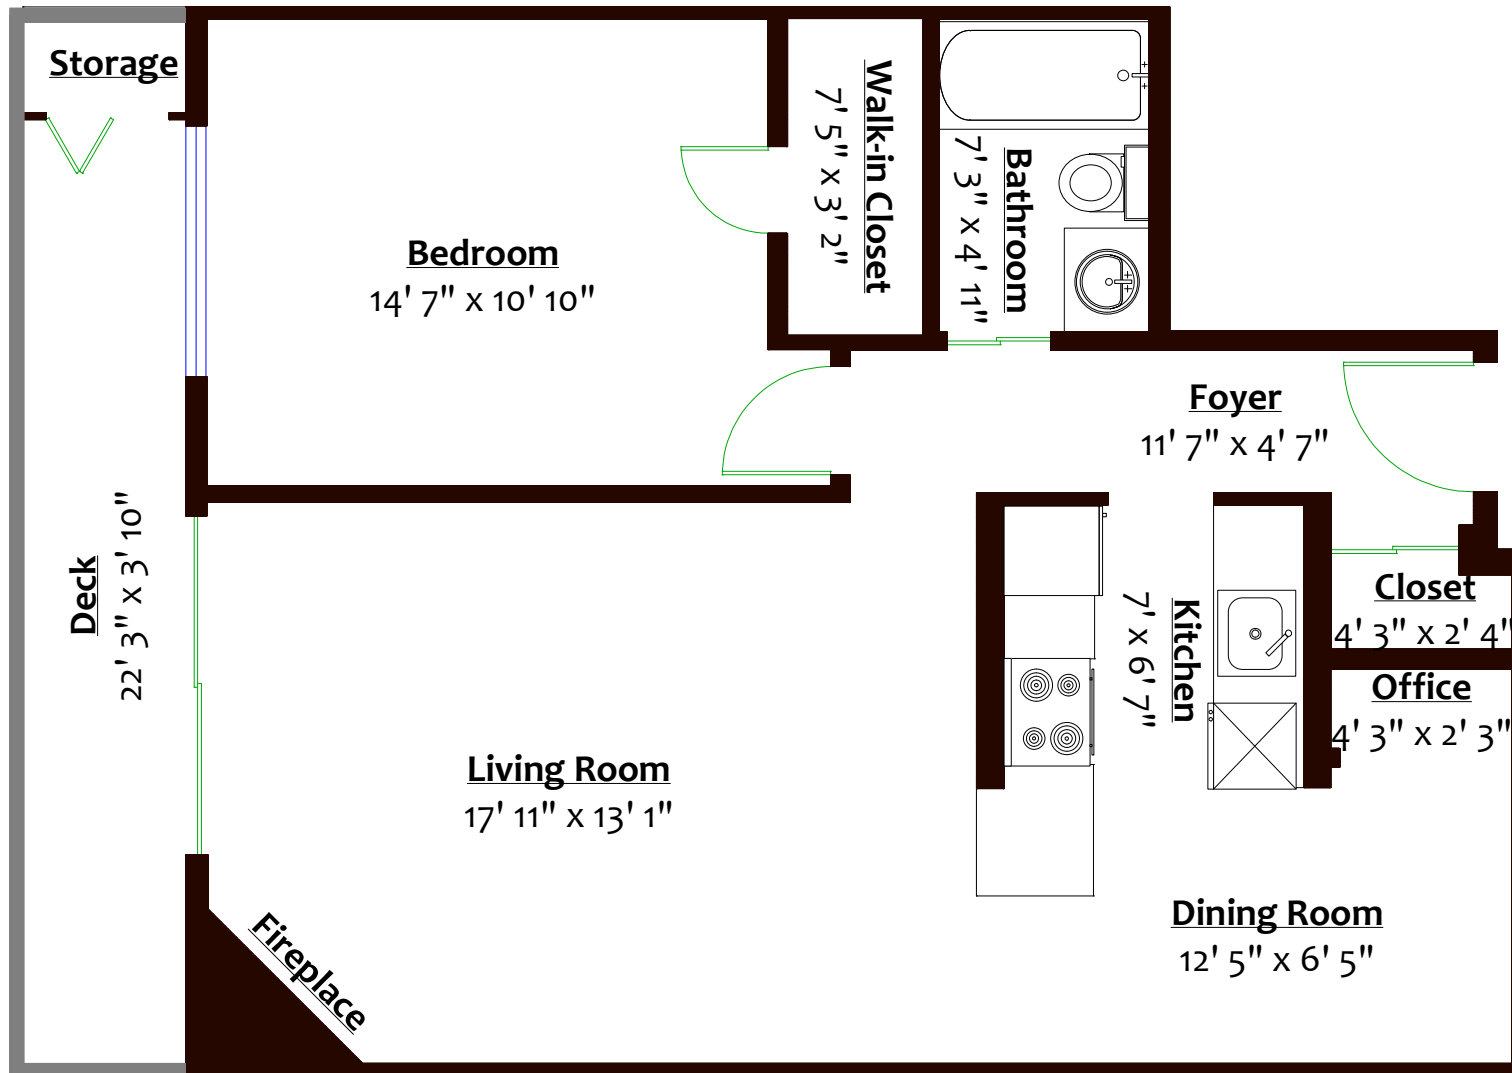 Storage
Bedroom
14' 7" x 10' 10"
Walk-in Closet
7' 5" x 3' 2"
Bathroom
7' 3" x 4' 11"
Foyer
11' 7" x 4' 7"
Deck
22' 3" x 3' 10"
Kitchen
7' x 6' 7"
Closet
4' 3" x 2' 4"
Office
4' 3" x 2' 3"
Living Room
17' 11" x 13' 1"
Dining Room
12' 5" x 6' 5"
Fireplace